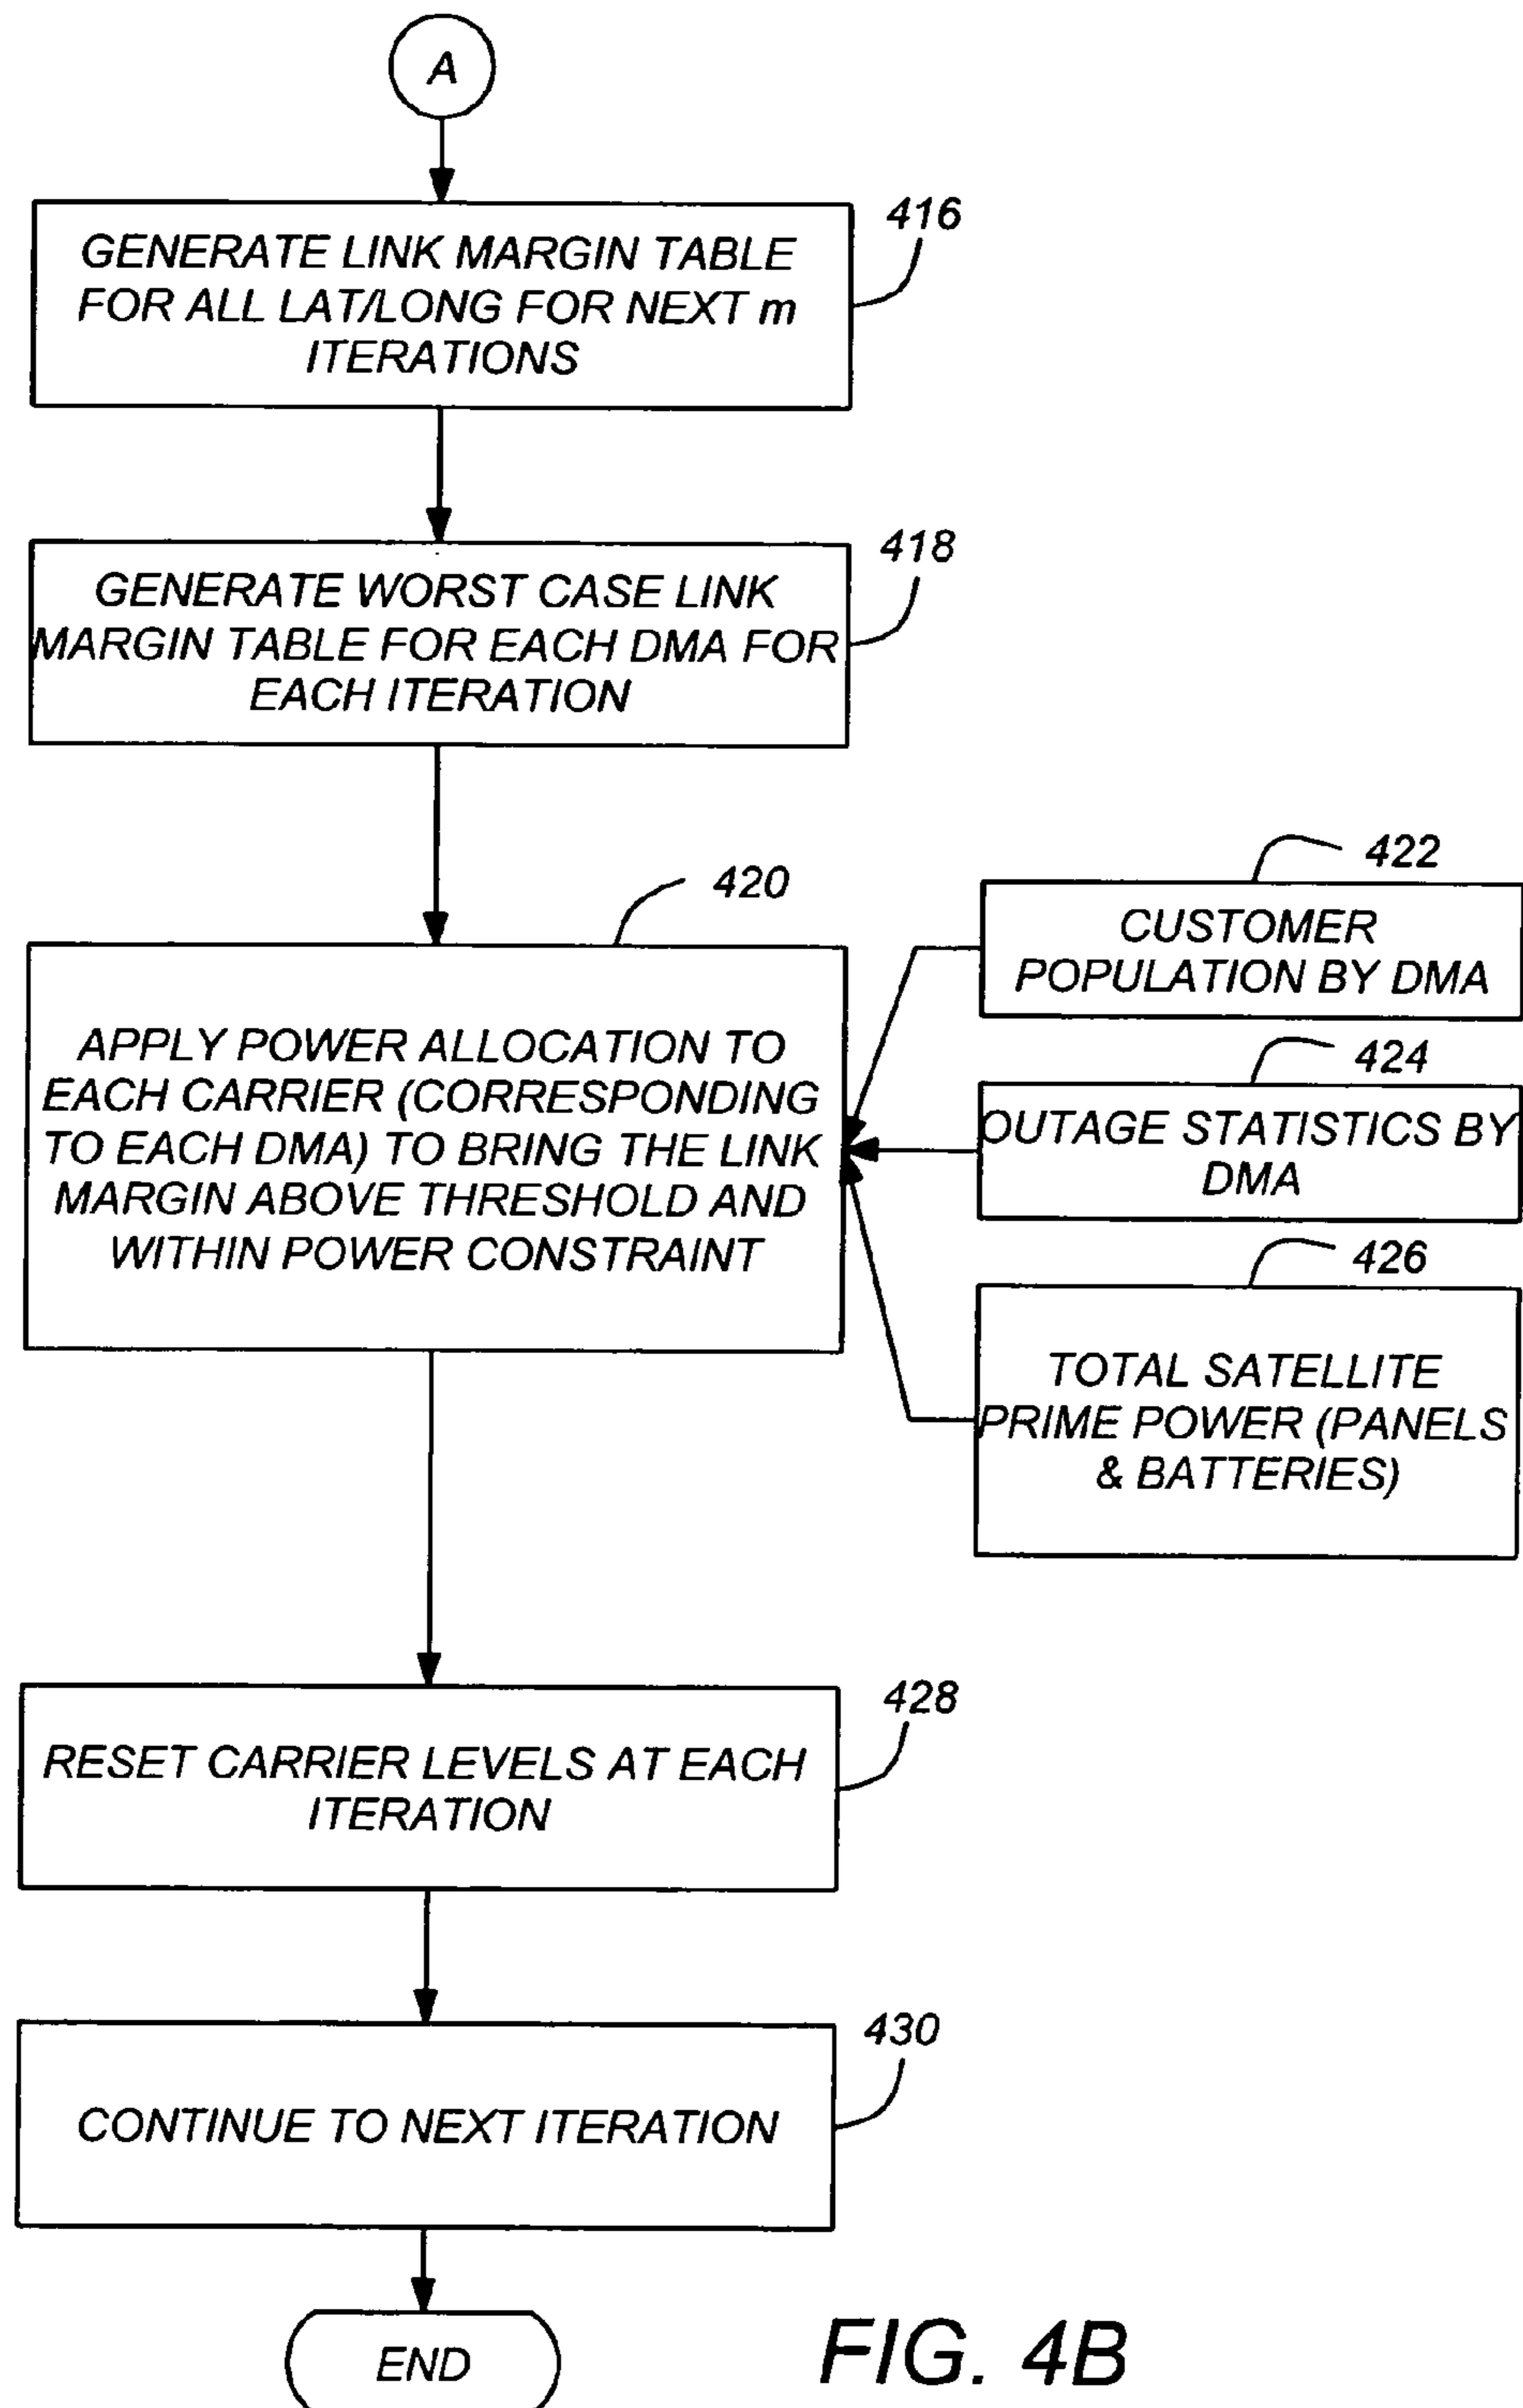 A
416
GENERATE LINK MARGIN TABLE
FOR ALL LAT/LONG FOR NEXT m
ITERATIONS
418
GENERATE WORST CASE LINK
MARGIN TABLE FOR EACH DMA FOR
EACH ITERATION
420
APPLY POWER ALLOCATION TO
EACH CARRIER (CORRESPONDING
TO EACH DMA) TO BRING THE LINK
MARGIN ABOVE THRESHOLD AND
WITHIN POWER CONSTRAINT
422
CUSTOMER
POPULATION BY DMA
424
OUTAGE STATISTICS BY
DMA
426
TOTAL SATELLITE
PRIME POWER (PANELS
& BATTERIES)
428
RESET CARRIER LEVELS AT EACH
ITERATION
430
CONTINUE TO NEXT ITERATION
END
FIG. 4B